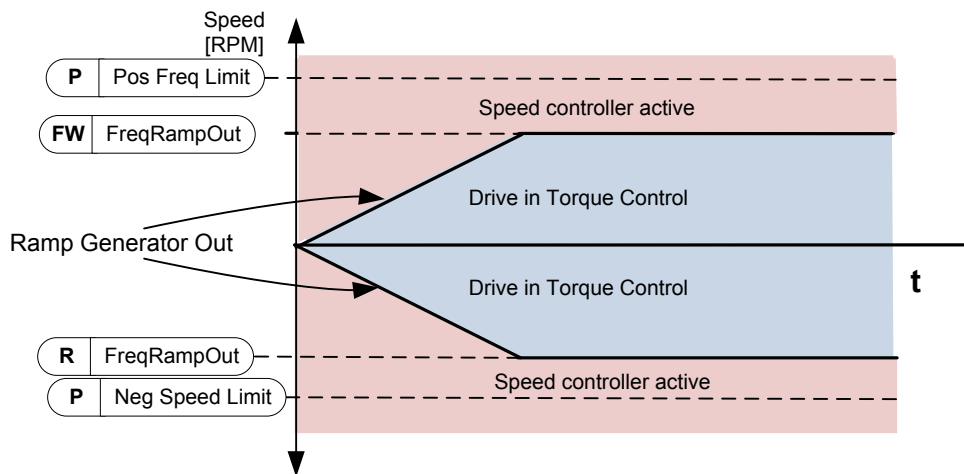 Speed
[RPM]
P Pos Freq Limit
Speed controller active
FW FreqRampOut
Drive in Torque Control
Ramp Generator Out
t
Drive in Torque Control
R FreqRampOut
Speed controller active
P Neg Speed Limit